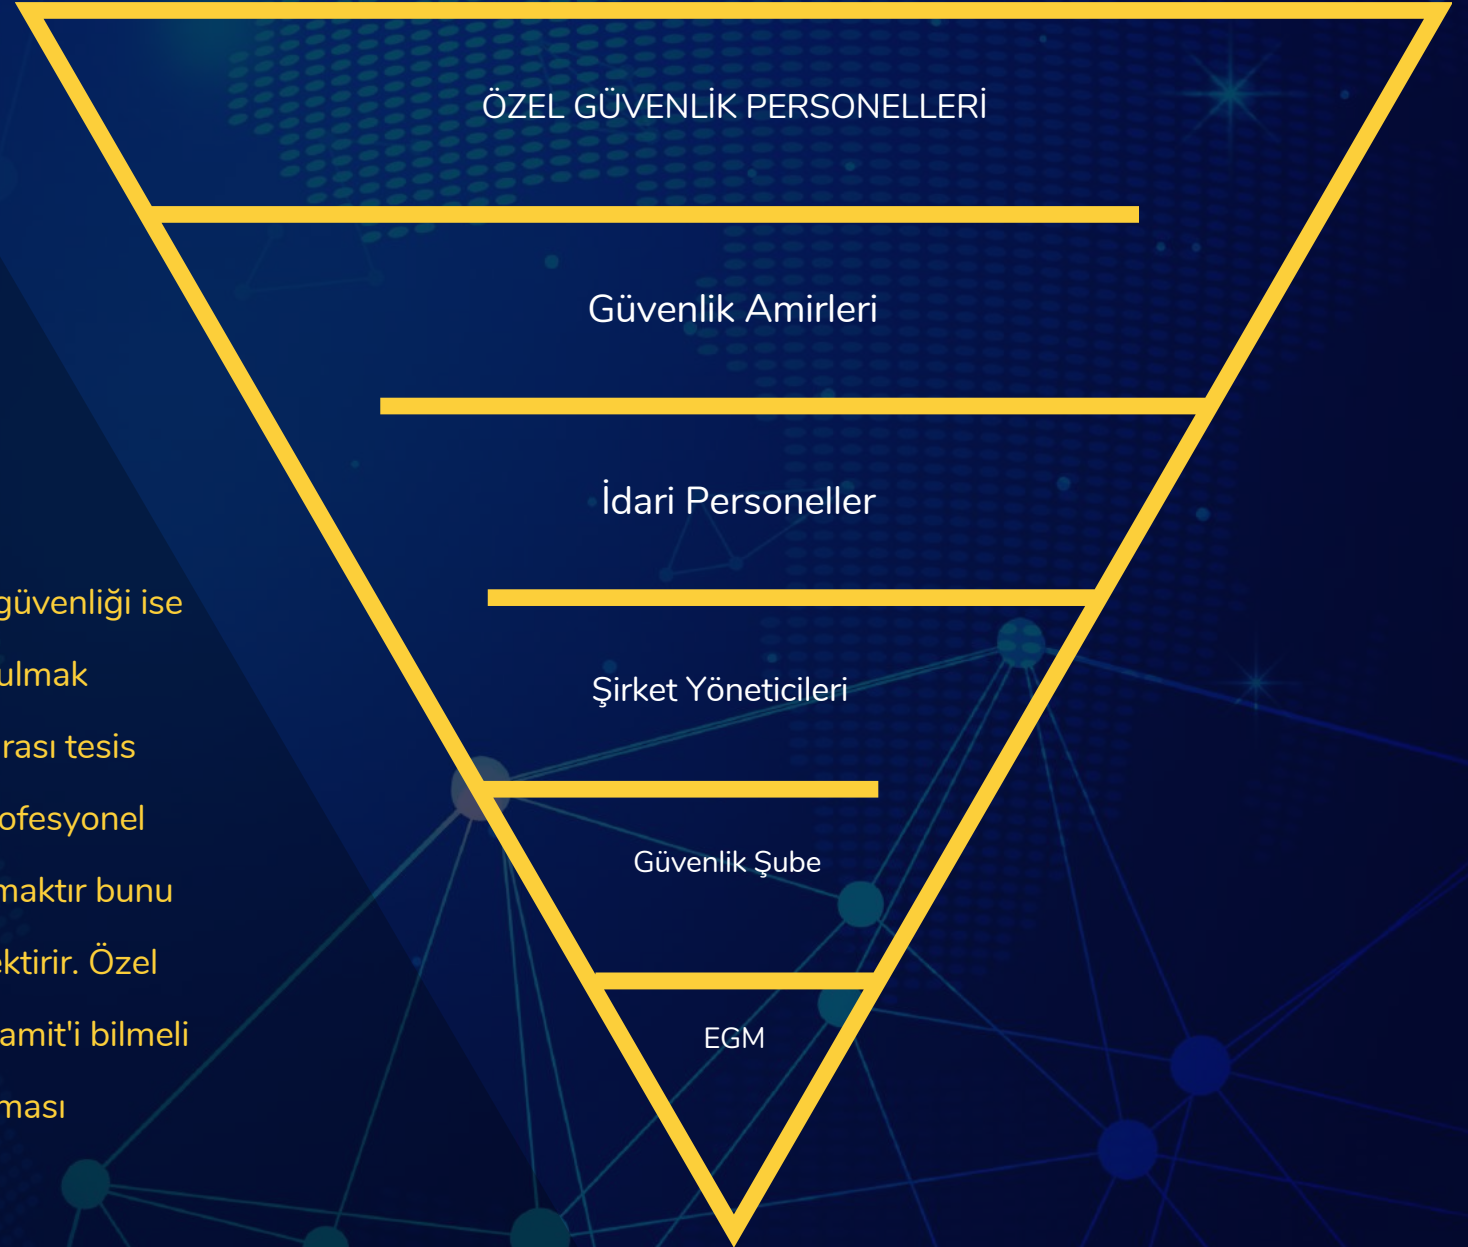 ÖZEL GÜVENLİK PERSONELLERİ
Güvenlik Amirleri
İdari Personeller
Şirket Yöneticileri
Güvenlik Şube
EGM
güvenliği ise
ulmak
rası tesis
ofesyonel
maktır bunu
ektirir. Özel
amit'i bilmeli
ması